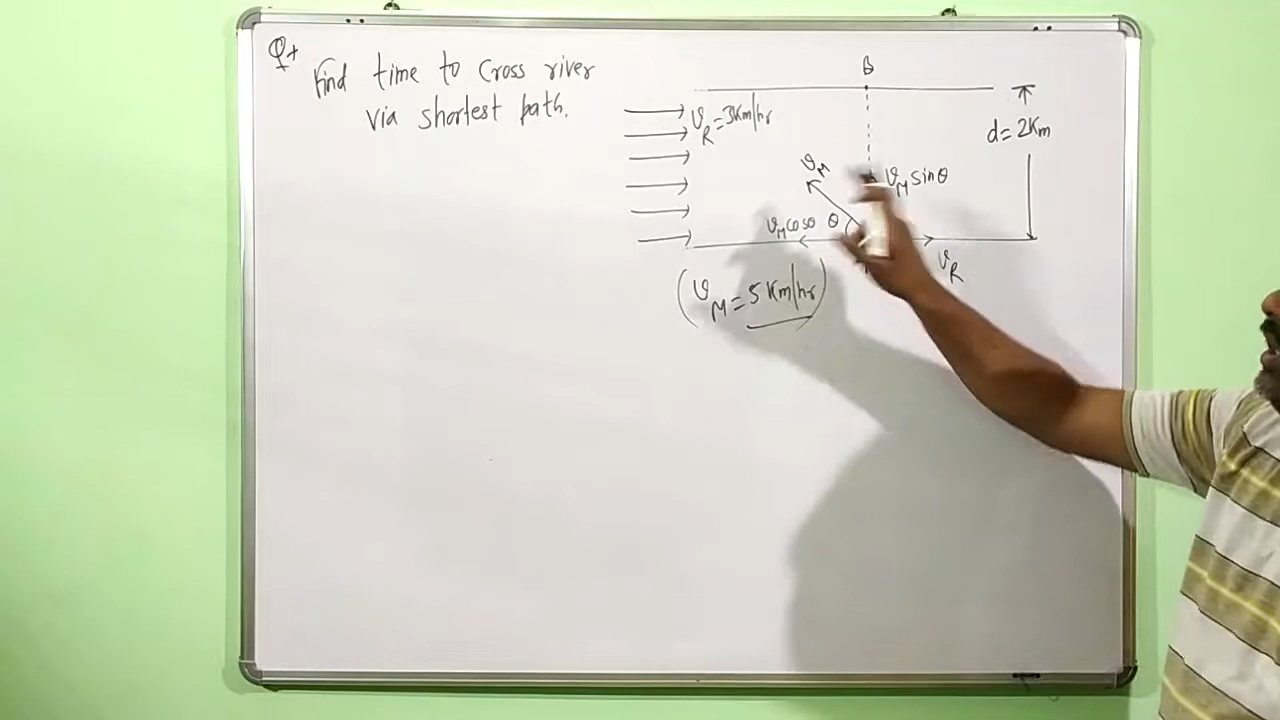 Q+
Find time to cross river
via shortest path.
B
v_R = 3Km/hr
d = 2Km
v_M
v_M sinθ
v_M cosθ θ
v_R
(v_M = 5 Km/hr)